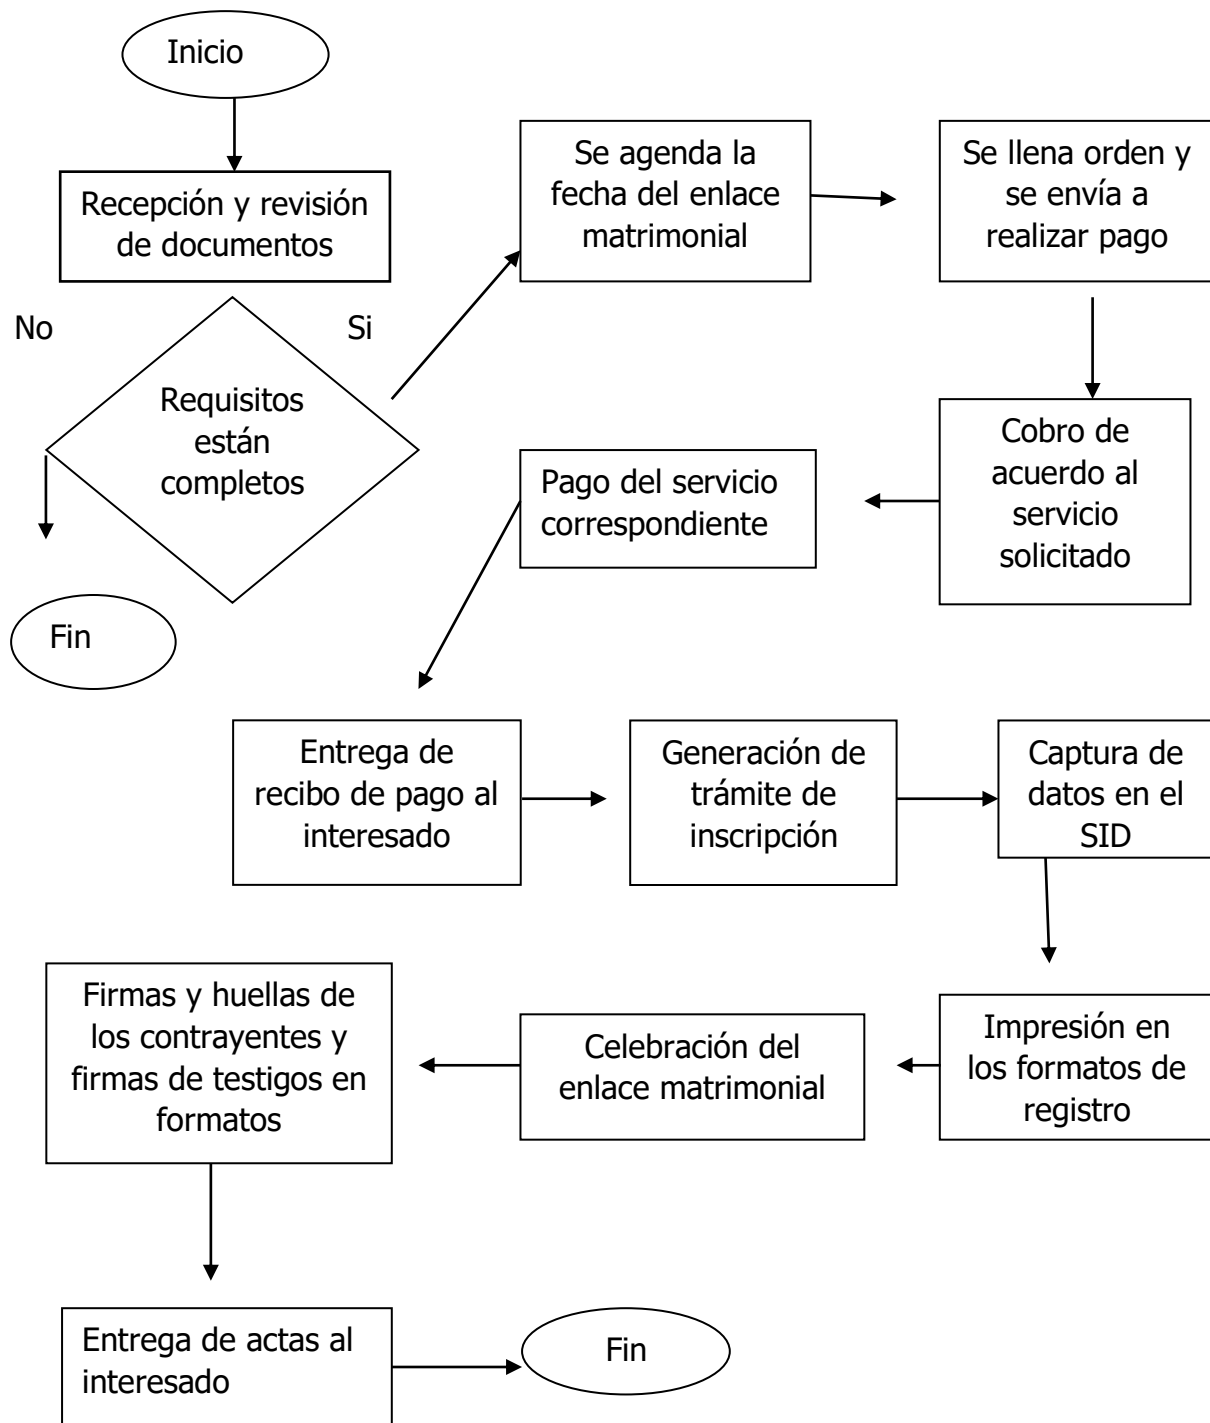 Inicio
Recepción y revisión
de documentos
No
Si
Requisitos
están
completos
Fin
Se agenda la
fecha del enlace
matrimonial
Se llena orden y
se envía a
realizar pago
Cobro de
acuerdo al
servicio
solicitado
Pago del servicio
correspondiente
Entrega de
recibo de pago al
interesado
Generación de
trámite de
inscripción
Captura de
datos en el
SID
Impresión en
los formatos de
registro
Celebración del
enlace matrimonial
Firmas y huellas de
los contrayentes y
firmas de testigos en
formatos
Entrega de actas al
interesado
Fin